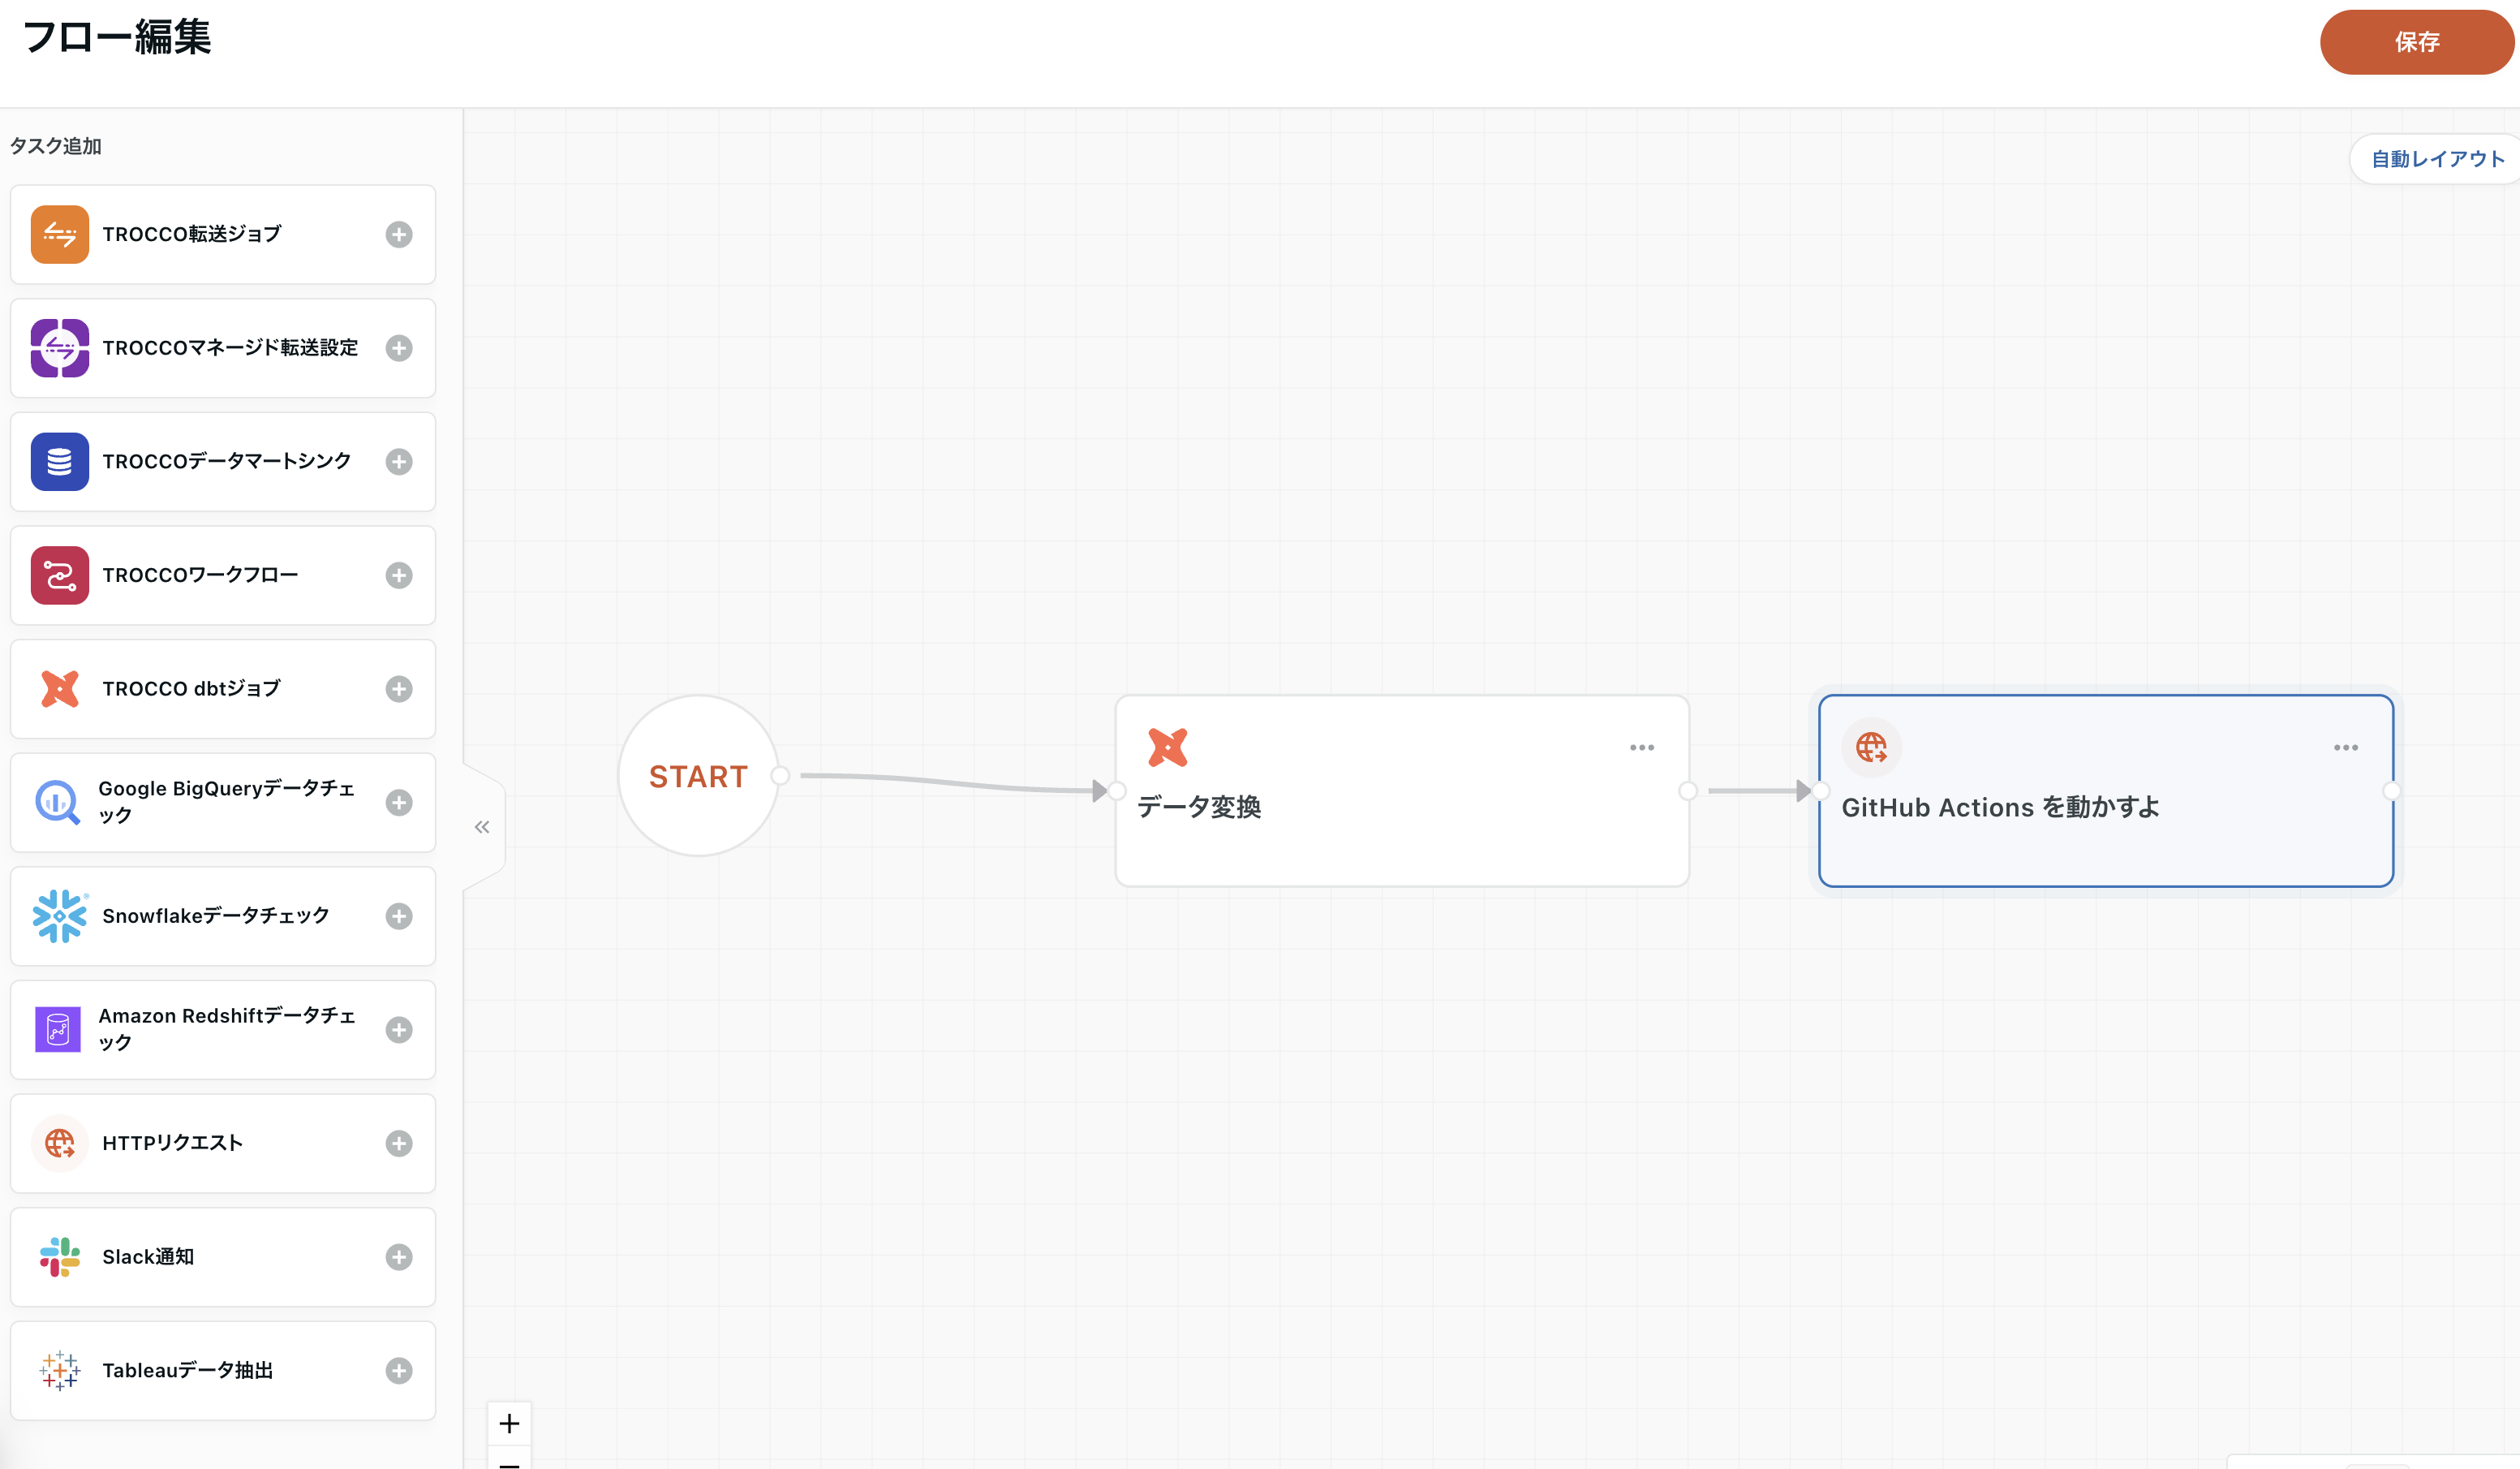 フロー編集
保存
タスク追加
自動レイアウト
TROCCO転送ジョブ
TROCCOマネージド転送設定
TROCCOデータマートシンク
TROCCOワークフロー
TROCCO dbtジョブ
Google BigQueryデータチェ
ック
Snowflakeデータチェック
Amazon Redshiftデータチェ
ック
HTTPリクエスト
Slack通知
Tableauデータ抽出
START
データ変換
GitHub Actions を動かすよ